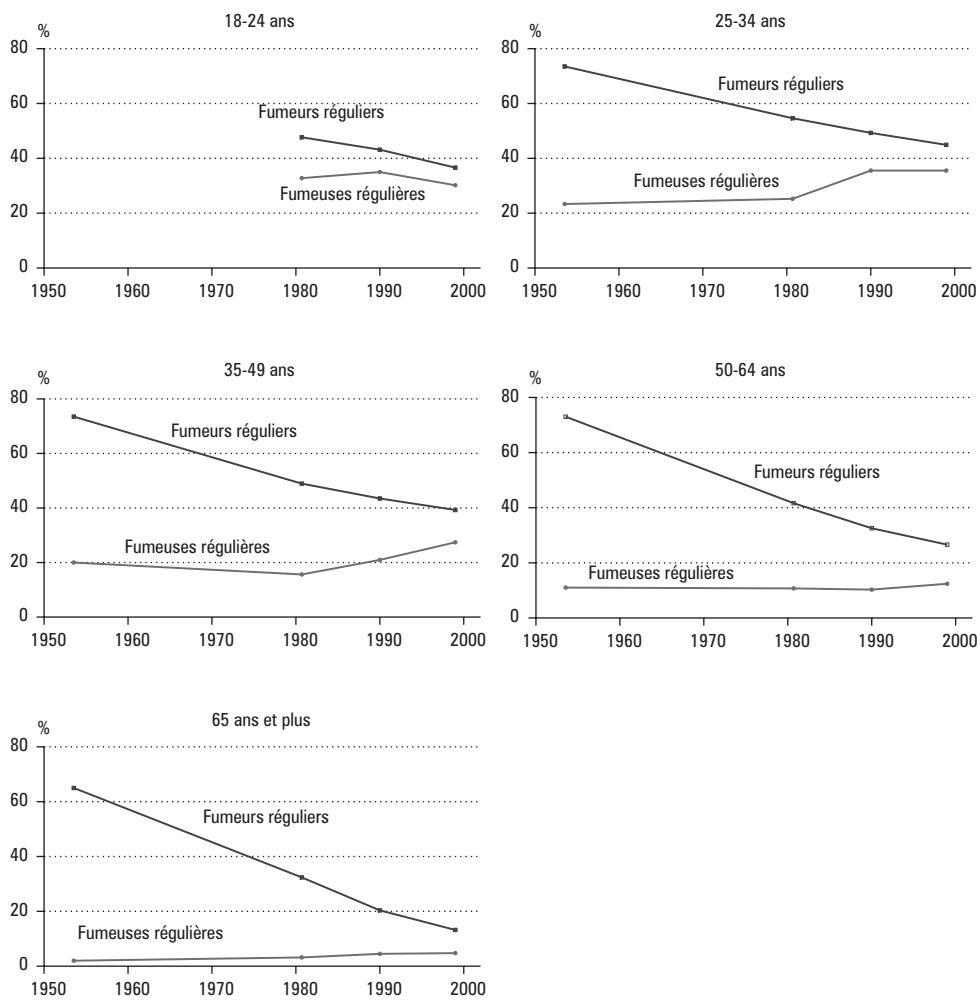 18-24 ans
%
80
60
40
20
0
Fumeurs réguliers
Fumeuses régulières
1950 1960 1970 1980 1990 2000
25-34 ans
%
80
60
40
20
0
Fumeurs réguliers
Fumeuses régulières
1950 1960 1970 1980 1990 2000
35-49 ans
%
80
60
40
20
0
Fumeurs réguliers
Fumeuses régulières
1950 1960 1970 1980 1990 2000
50-64 ans
%
80
60
40
20
0
Fumeurs réguliers
Fumeuses régulières
1950 1960 1970 1980 1990 2000
65 ans et plus
%
80
60
40
20
0
Fumeurs réguliers
Fumeuses régulières
1950 1960 1970 1980 1990 2000